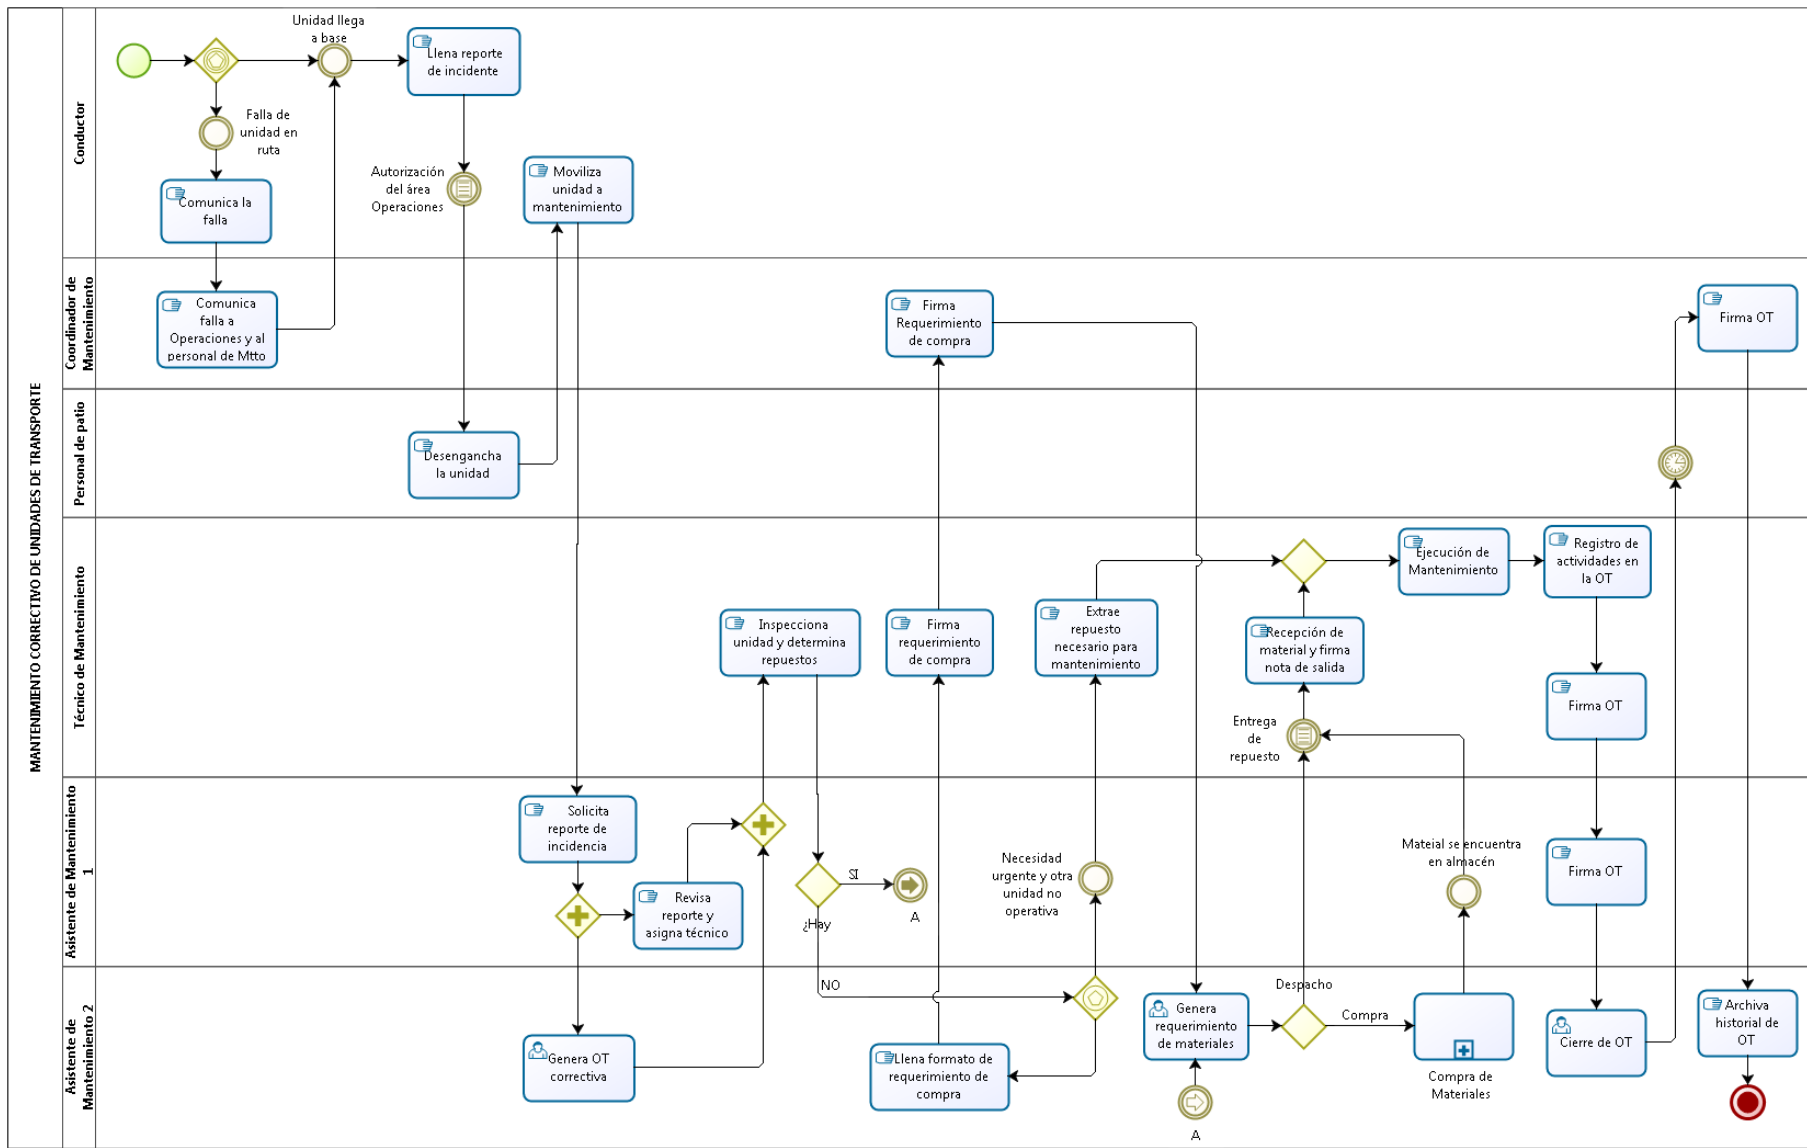 MANTENIMIENTO CORRECTIVO DE UNIDADES DE TRANSPORTE
Conductor
Unidad llega
a base
Llena reporte
de incidente
Falla de
unidad en
ruta
Comunica la
falla
Autorización
del área
Operaciones
Moviliza
unidad a
mantenimiento
Coordinador de
Mantenimiento
Comunica
falla a
Operaciones y al
personal de Mtto
Firma
Requerimiento
de compra
Firma OT
Personal de patio
Desengancha
la unidad
Técnico de Mantenimiento
Inspecciona
unidad y determina
repuestos
Firma
requerimiento
de compra
Extrae
repuesto
necesario para
mantenimiento
Recepción de
material y firma
nota de salida
Entrega
de
repuesto
Ejecución de
Mantenimiento
Registro de
actividades en
la OT
Firma OT
Asistente de Mantenimiento
1
Solicita
reporte de
incidencia
Revisa
reporte y
asigna técnico
¿Hay
SI
A
Necesidad
urgente y otra
unidad no
operativa
Mateial se encuentra
en almacén
Firma OT
Asistente de
Mantenimiento 2
Genera OT
correctiva
NO
Llena formato de
requerimiento de
compra
Genera
requerimiento
de materiales
A
Despacho
Compra
Compra de
Materiales
Cierre de OT
Archiva
historial de
OT